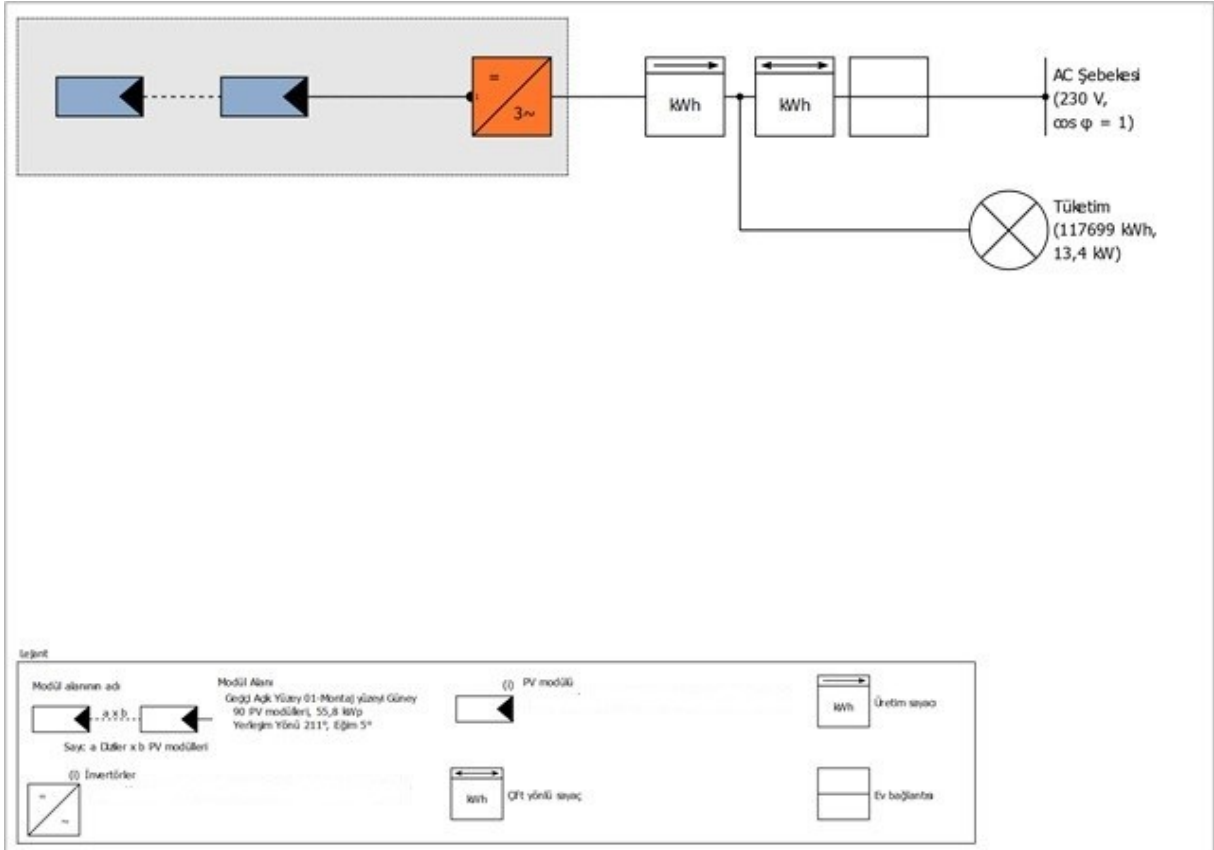 =
3~
kWh
kWh
AC Şebekesi
(230 V,
cos φ = 1)
Tüketim
(117699 kWh,
13,4 kW)
Lejant
Modül alanının adı
a x b
Sayı: a Diziler x b PV modülleri
Modül Alanı
Geçici Açık Yüzey 01-Montaj yüzeyi Güney
90 PV modülleri, 55,8 kWp
Yerleşim Yönü 211°, Eğim 5°
(i) PV modülü
kWh
Üretim sayacı
(i) İnvertörler
=
~
kWh
Çift yönlü sayaç
Ev bağlantısı